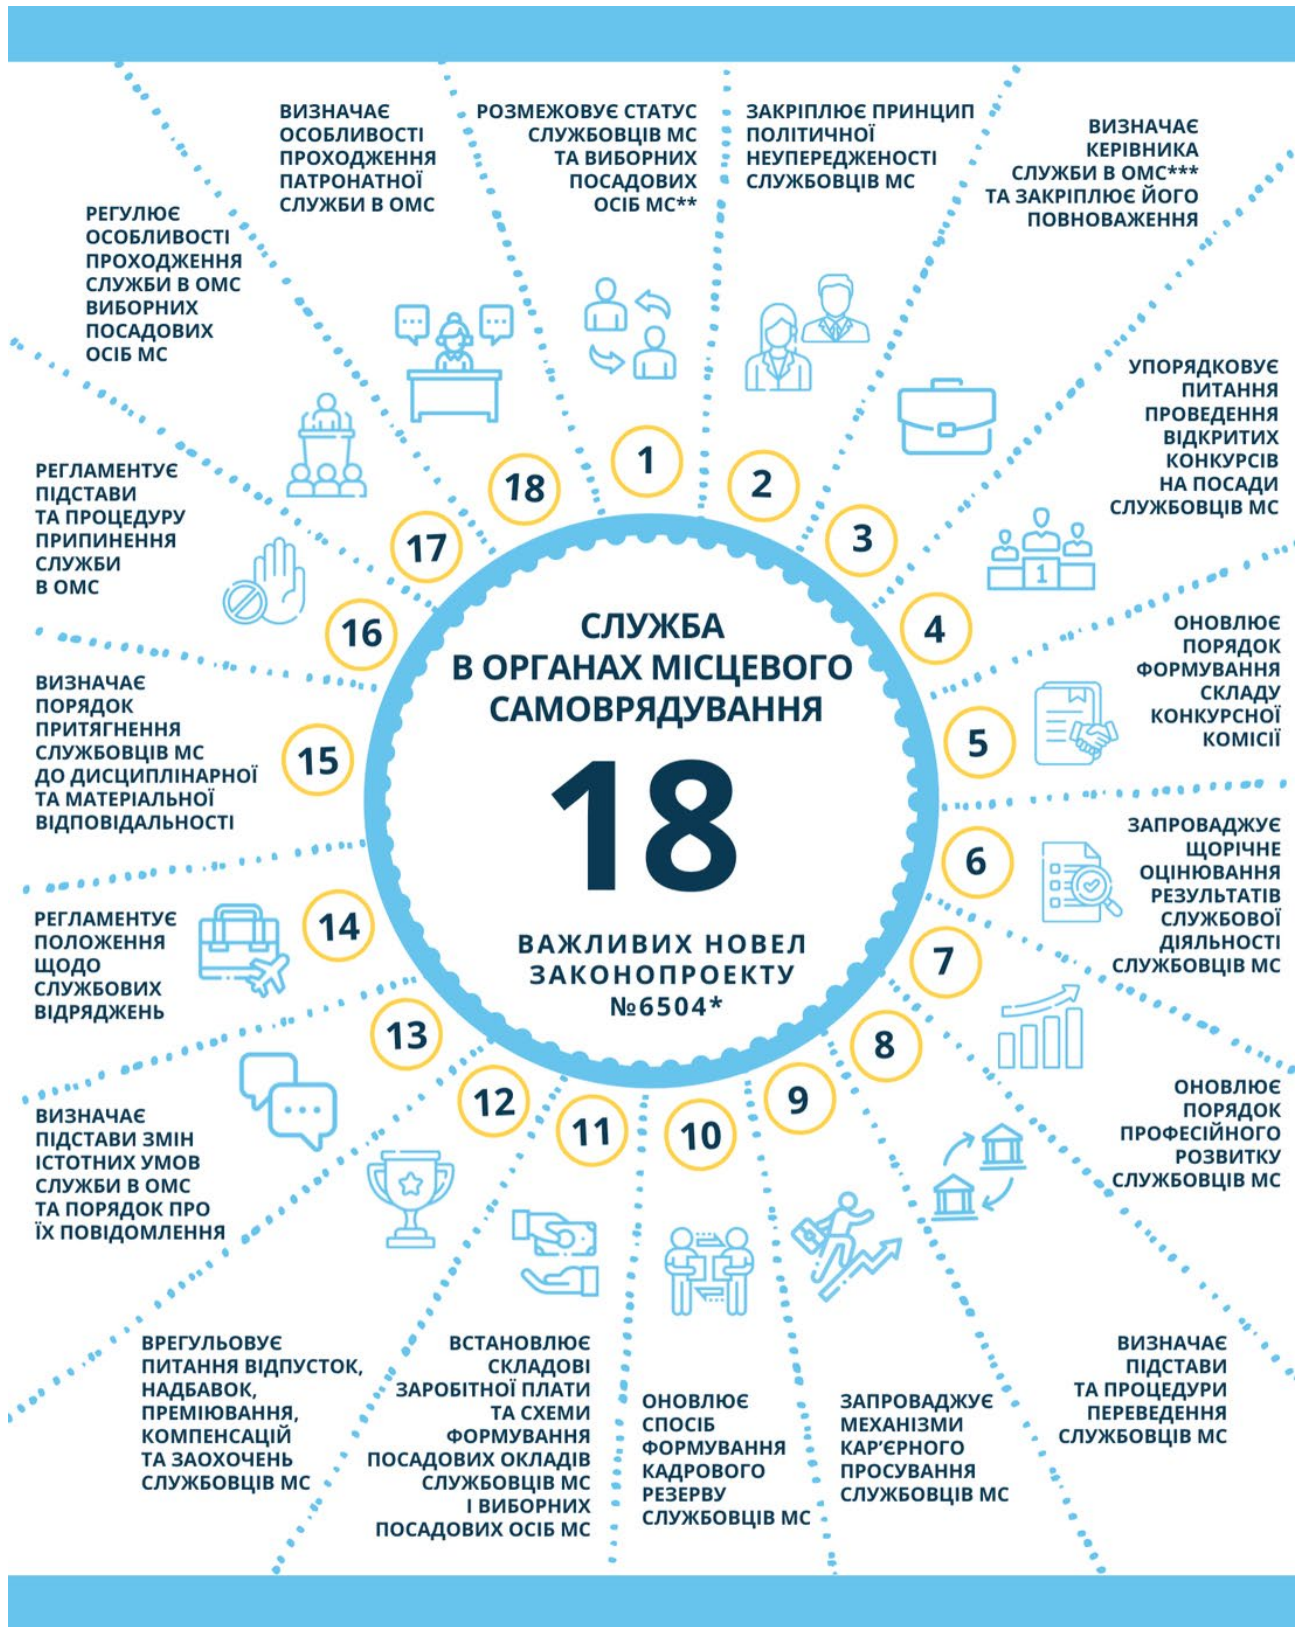 СЛУЖБА
В ОРГАНАХ МІСЦЕВОГО
САМОВРЯДУВАННЯ
18
ВАЖЛИВИХ НОВЕЛ
ЗАКОНОПРОЕКТУ
№6504*
1
РОЗМЕЖОВУЄ СТАТУС
СЛУЖБОВЦІВ МС
ТА ВИБОРНИХ
ПОСАДОВИХ
ОСІБ МС**
2
ЗАКРІПЛЮЄ ПРИНЦИП
ПОЛІТИЧНОЇ
НЕУПЕРЕДЖЕНОСТІ
СЛУЖБОВЦІВ МС
3
ВИЗНАЧАЄ
КЕРІВНИКА
СЛУЖБИ В ОМС***
ТА ЗАКРІПЛЮЄ ЙОГО
ПОВНОВАЖЕННЯ
4
УПОРЯДКОВУЄ
ПИТАННЯ
ПРОВЕДЕННЯ
ВІДКРИТИХ
КОНКУРСІВ
НА ПОСАДИ
СЛУЖБОВЦІВ МС
1
5
ОНОВЛЮЄ
ПОРЯДОК
ФОРМУВАННЯ
СКЛАДУ
КОНКУРСНОЇ
КОМІСІЇ
6
ЗАПРОВАДЖУЄ
ЩОРІЧНЕ
ОЦІНЮВАННЯ
РЕЗУЛЬТАТІВ
СЛУЖБОВОЇ
ДІЯЛЬНОСТІ
СЛУЖБОВЦІВ МС
7
ОНОВЛЮЄ
ПОРЯДОК
ПРОФЕСІЙНОГО
РОЗВИТКУ
СЛУЖБОВЦІВ МС
8
ВИЗНАЧАЄ
ПІДСТАВИ
ТА ПРОЦЕДУРИ
ПЕРЕВЕДЕННЯ
СЛУЖБОВЦІВ МС
9
ЗАПРОВАДЖУЄ
МЕХАНІЗМИ
КАР'ЄРНОГО
ПРОСУВАННЯ
СЛУЖБОВЦІВ МС
10
ОНОВЛЮЄ
СПОСІБ
ФОРМУВАННЯ
КАДРОВОГО
РЕЗЕРВУ
СЛУЖБОВЦІВ МС
11
ВСТАНОВЛЮЄ
СКЛАДОВІ
ЗАРОБІТНОЇ ПЛАТИ
ТА СХЕМИ
ФОРМУВАННЯ
ПОСАДОВИХ ОКЛАДІВ
СЛУЖБОВЦІВ МС
І ВИБОРНИХ
ПОСАДОВИХ ОСІБ МС
12
ВРЕГУЛЬОВУЄ
ПИТАННЯ ВІДПУСТОК,
НАДБАВОК,
ПРЕМІЮВАННЯ,
КОМПЕНСАЦІЙ
ТА ЗАОХОЧЕНЬ
СЛУЖБОВЦІВ МС
13
ВИЗНАЧАЄ
ПІДСТАВИ ЗМІН
ІСТОТНИХ УМОВ
СЛУЖБИ В ОМС
ТА ПОРЯДОК ПРО
ЇХ ПОВІДОМЛЕННЯ
14
РЕГЛАМЕНТУЄ
ПОЛОЖЕННЯ
ЩОДО
СЛУЖБОВИХ
ВІДРЯДЖЕНЬ
15
ВИЗНАЧАЄ
ПОРЯДОК
ПРИТЯГНЕННЯ
СЛУЖБОВЦІВ МС
ДО ДИСЦИПЛІНАРНОЇ
ТА МАТЕРІАЛЬНОЇ
ВІДПОВІДАЛЬНОСТІ
16
РЕГЛАМЕНТУЄ
ПІДСТАВИ
ТА ПРОЦЕДУРУ
ПРИПИНЕННЯ
СЛУЖБИ
В ОМС
17
РЕГУЛЮЄ
ОСОБЛИВОСТІ
ПРОХОДЖЕННЯ
СЛУЖБИ В ОМС
ВИБОРНИХ
ПОСАДОВИХ
ОСІБ МС
18
ВИЗНАЧАЄ
ОСОБЛИВОСТІ
ПРОХОДЖЕННЯ
ПАТРОНАТНОЇ
СЛУЖБИ В ОМС